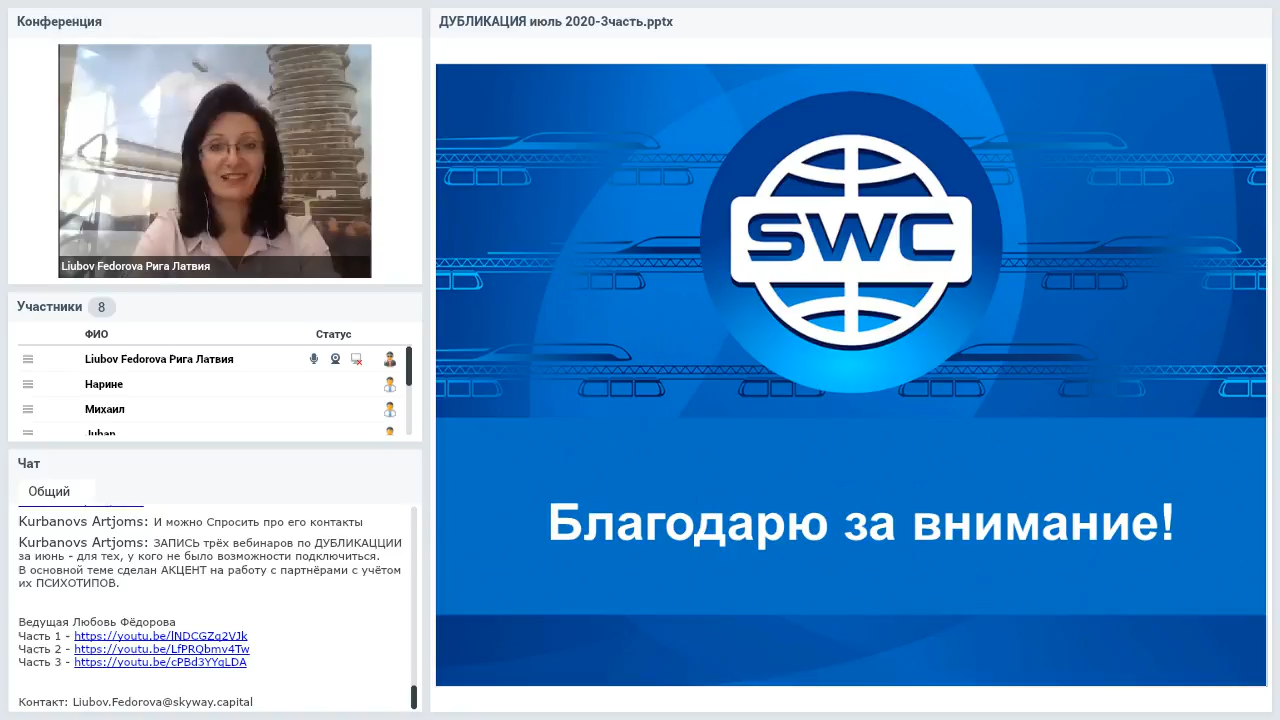 Конференция
Liubov Fedorova Рига Латвия
Участники 8
ФИО Статус
Liubov Fedorova Рига Латвия
Нарине
Михаил
Чат
Общий
Kurbanovs Artjoms: И можно Спросить про его контакты
Kurbanovs Artjoms: ЗАПИСЬ трёх вебинаров по ДУБЛИКАЦЦИИ
за июнь - для тех, у кого не было возможности подключиться.
В основной теме сделан АКЦЕНТ на работу с партнёрами с учётом
их ПСИХОТИПОВ.
Ведущая Любовь Фёдорова
Часть 1 - https://youtu.be/lNDCGZq2VJk
Часть 2 - https://youtu.be/LfPRQbmv4Tw
Часть 3 - https://youtu.be/cPBd3YYqLDA
Контакт: Liubov.Fedorova@skyway.capital
ДУБЛИКАЦИЯ июль 2020-3часть.pptx
SWC
Благодарю за внимание!